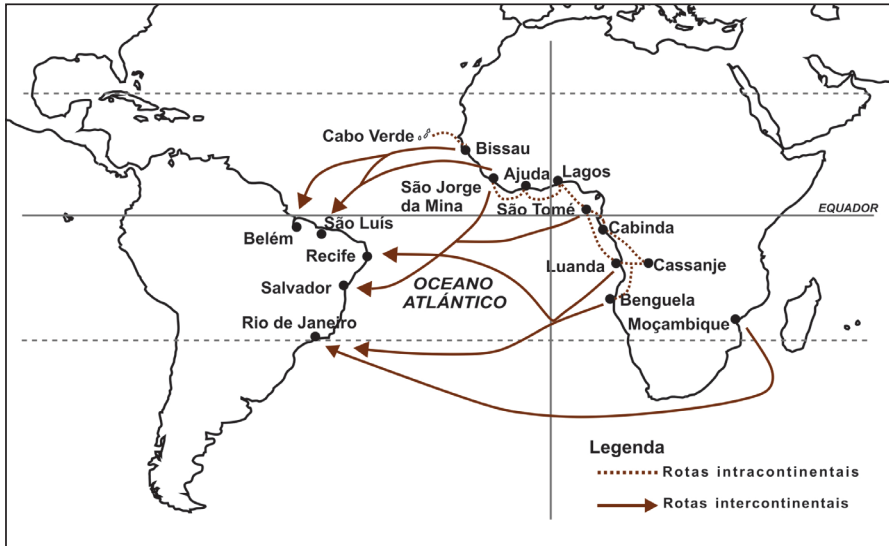 Cabo Verde
Bissau
Ajuda
Lagos
São Jorge
da Mina
São Tomé
EQUADOR
São Luís
Belém
Cabinda
Recife
Luanda
Cassanje
OCEANO
ATLÁNTICO
Salvador
Benguela
Rio de Janeiro
Moçambique
Legenda
Rotas intracontinentais
Rotas intercontinentais